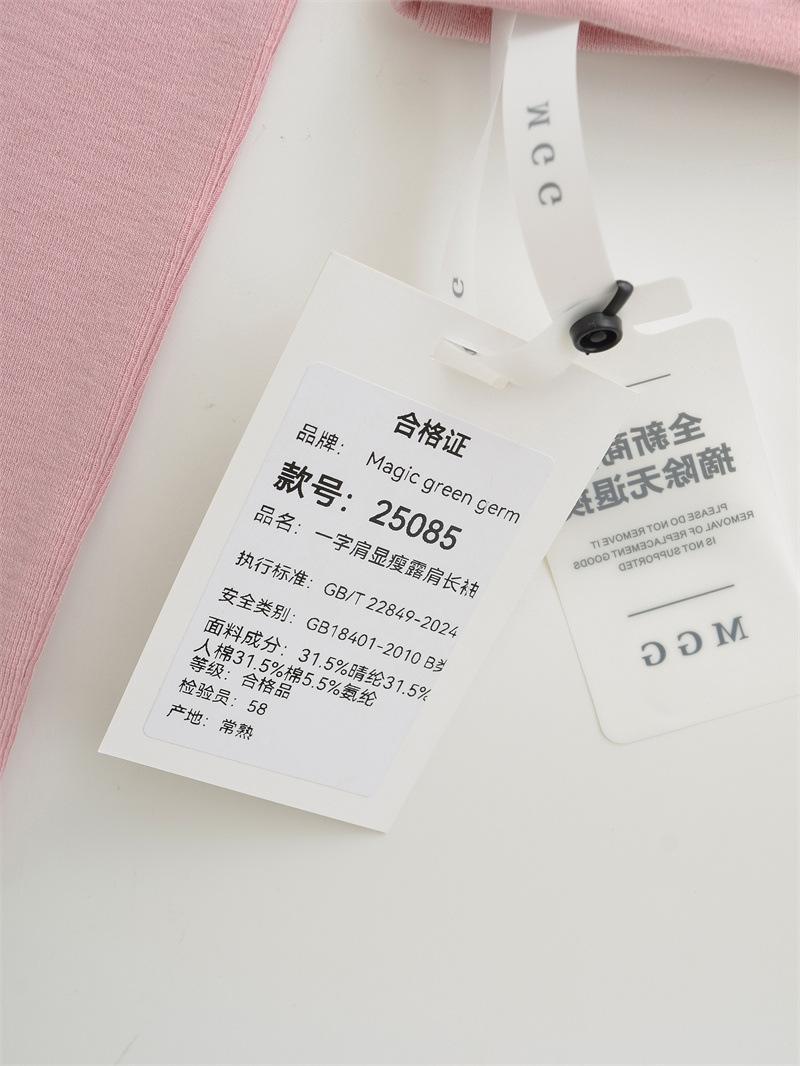 MGG
G
合格证
品牌: Magic green germ
款号: 25085
品名: 一字肩显瘦露肩长袖
执行标准: GB/T 22849-2024
安全类别: GB18401-2010 B类
面料成分: 31.5%晴纶31.5%
人棉31.5%棉5.5%氨纶
等级: 合格品
检验员: 58
产地: 常熟
全新商
摘除无退换
PLEASE DO NOT REMOVE IT
REMOVAL OF REPLACEMENT GOODS
IS NOT SUPPORTED
MGG